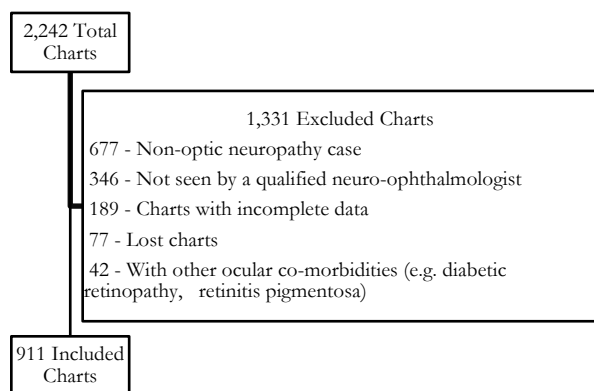 2,242 Total
Charts
1,331 Excluded Charts
677 - Non-optic neuropathy case
346 - Not seen by a qualified neuro-ophthalmologist
189 - Charts with incomplete data
77 - Lost charts
42 - With other ocular co-morbidities (e.g. diabetic
retinopathy, retinitis pigmentosa)
911 Included
Charts